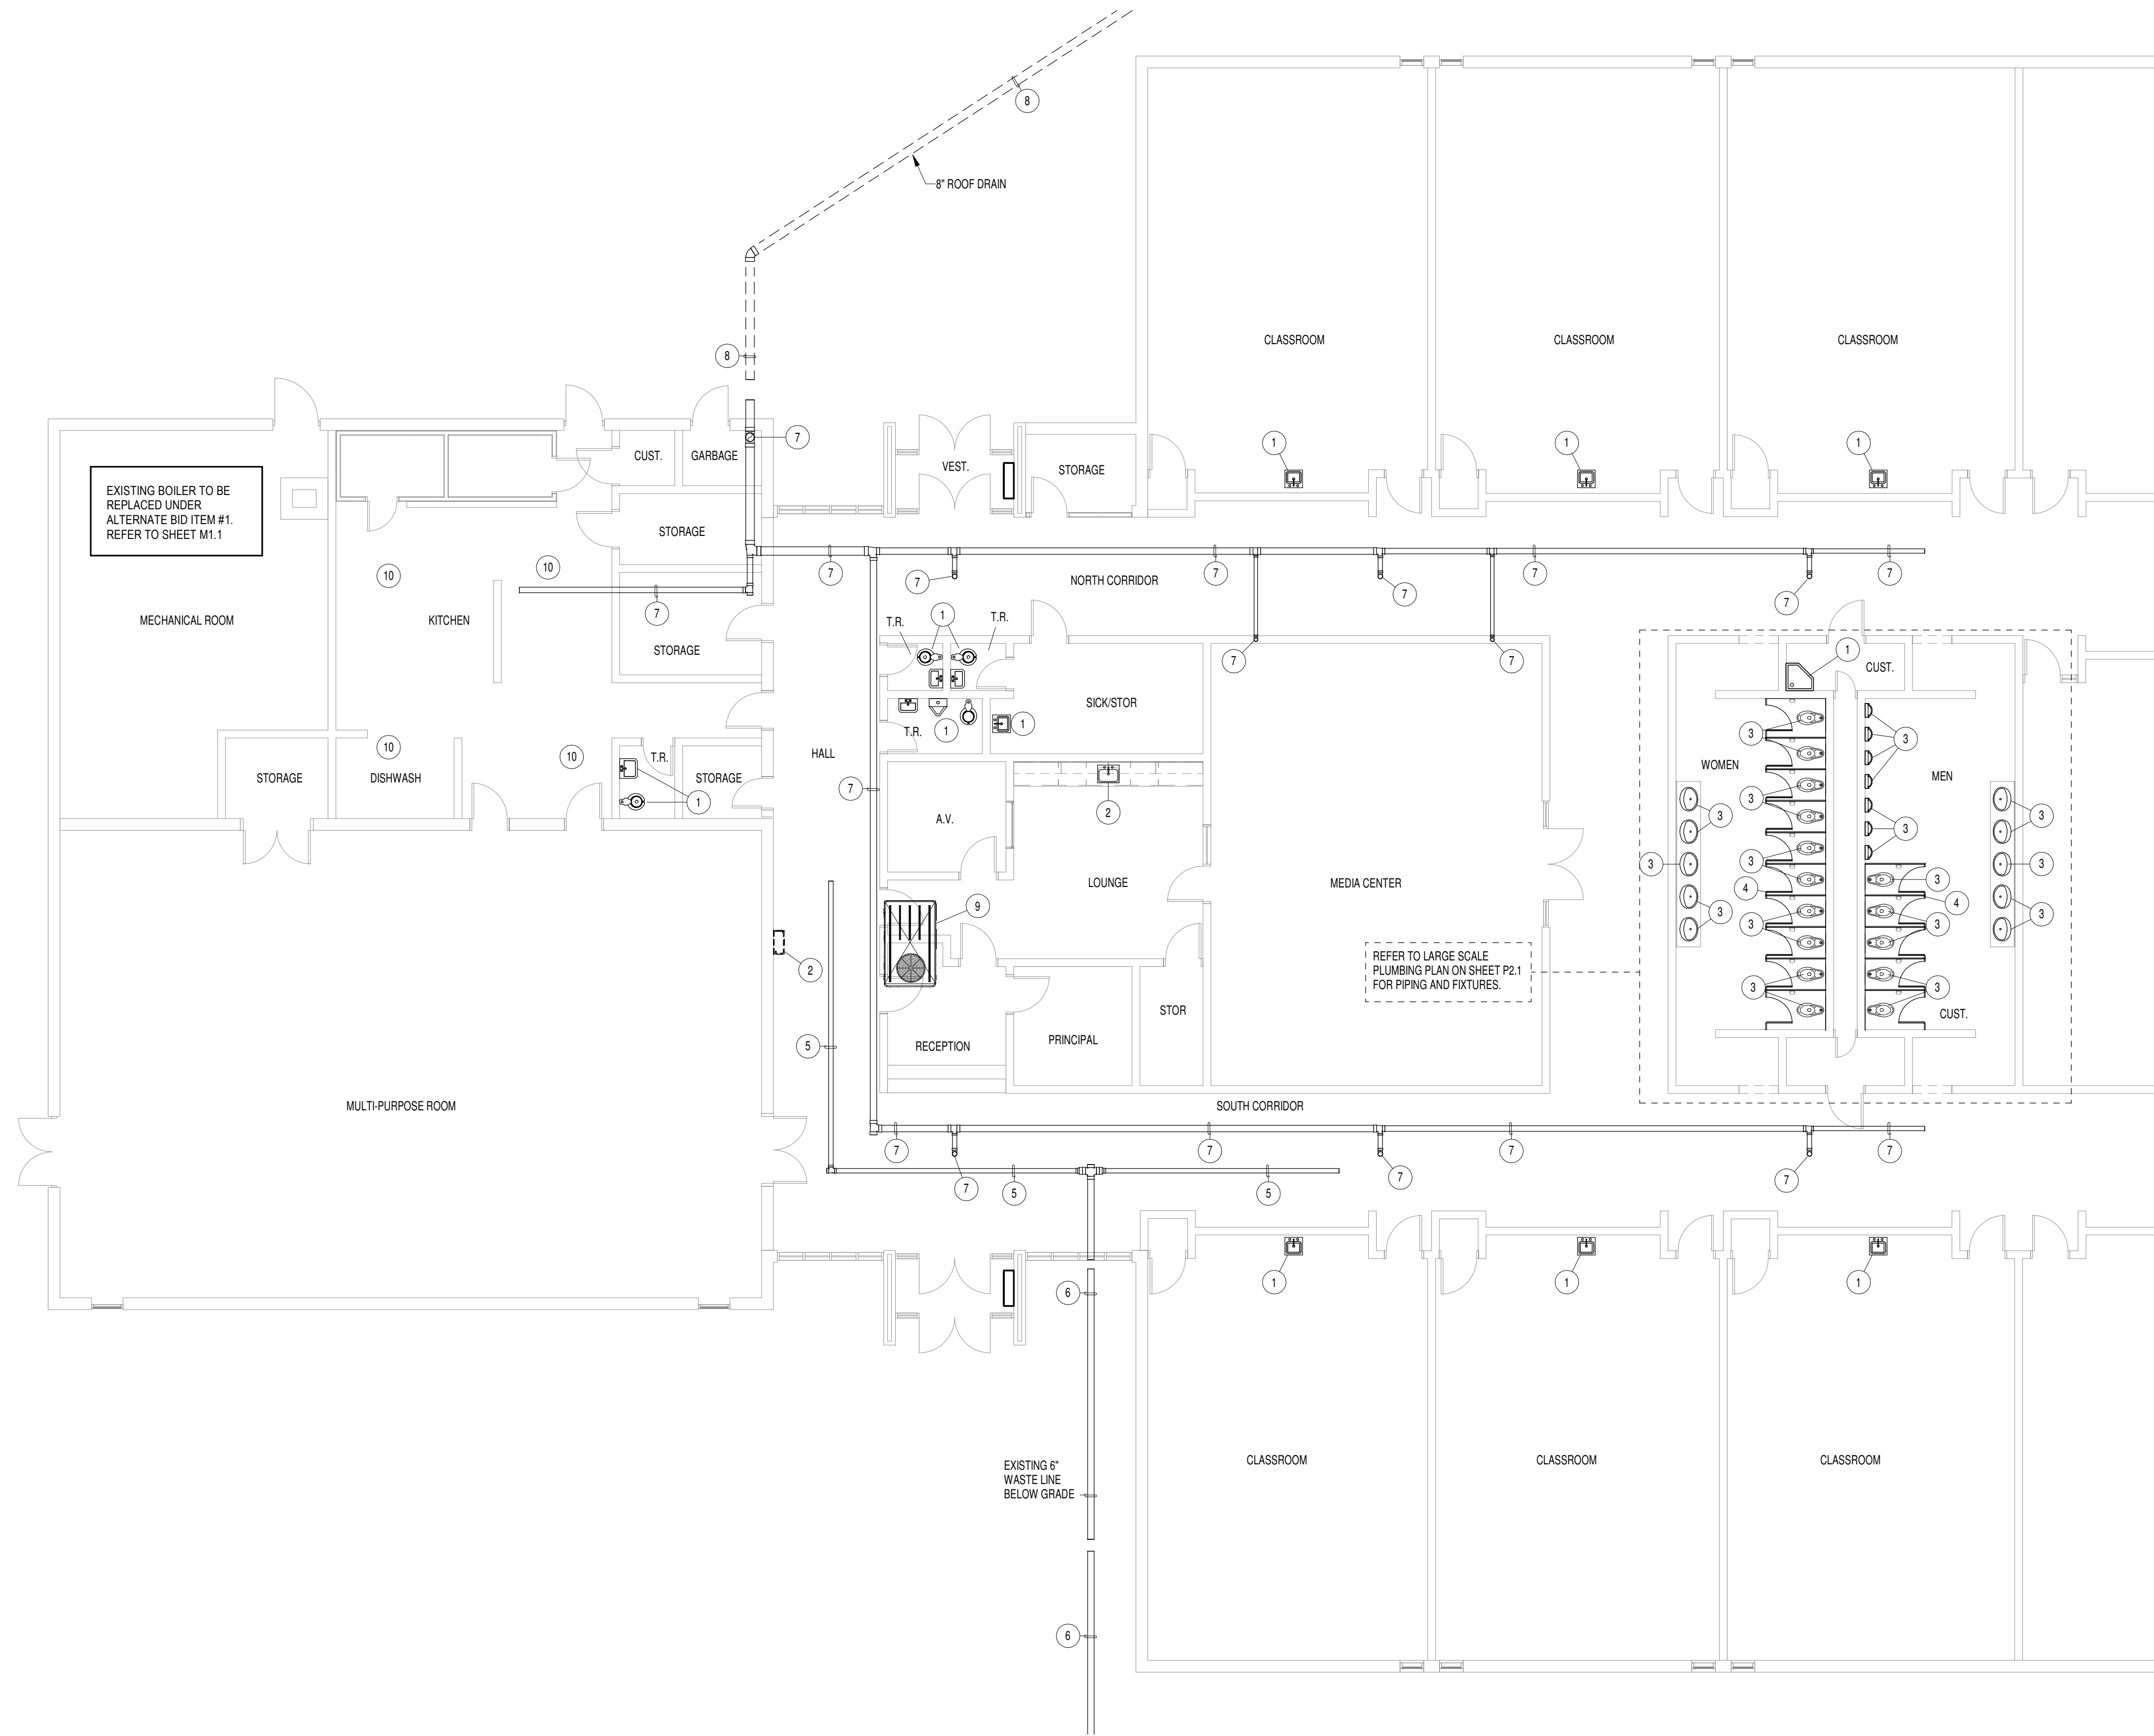 8
8" ROOF DRAIN
CLASSROOM
CLASSROOM
CLASSROOM
8
7
1
1
1
CUST.
GARBAGE
VEST.
STORAGE
EXISTING BOILER TO BE
REPLACED UNDER
ALTERNATE BID ITEM #1.
REFER TO SHEET M1.1
STORAGE
10
10
7
7
7
7
7
7
7
7
7
NORTH CORRIDOR
MECHANICAL ROOM
KITCHEN
STORAGE
T.R.
1
T.R.
7
7
1
CUST.
SICK/STOR
T.R.
1
1
3
3
WOMEN
MEN
10
10
HALL
T.R.
STORAGE
DISHWASH
STORAGE
1
7
2
3
3
3
3
3
A.V.
LOUNGE
MEDIA CENTER
3
3
3
3
4
4
9
3
3
3
3
2
REFER TO LARGE SCALE
PLUMBING PLAN ON SHEET P2.1
FOR PIPING AND FIXTURES.
3
3
STOR
CUST.
5
RECEPTION
PRINCIPAL
MULTI-PURPOSE ROOM
SOUTH CORRIDOR
7
7
7
7
7
7
7
5
5
1
1
1
6
EXISTING 6"
WASTE LINE
BELOW GRADE
CLASSROOM
CLASSROOM
CLASSROOM
6